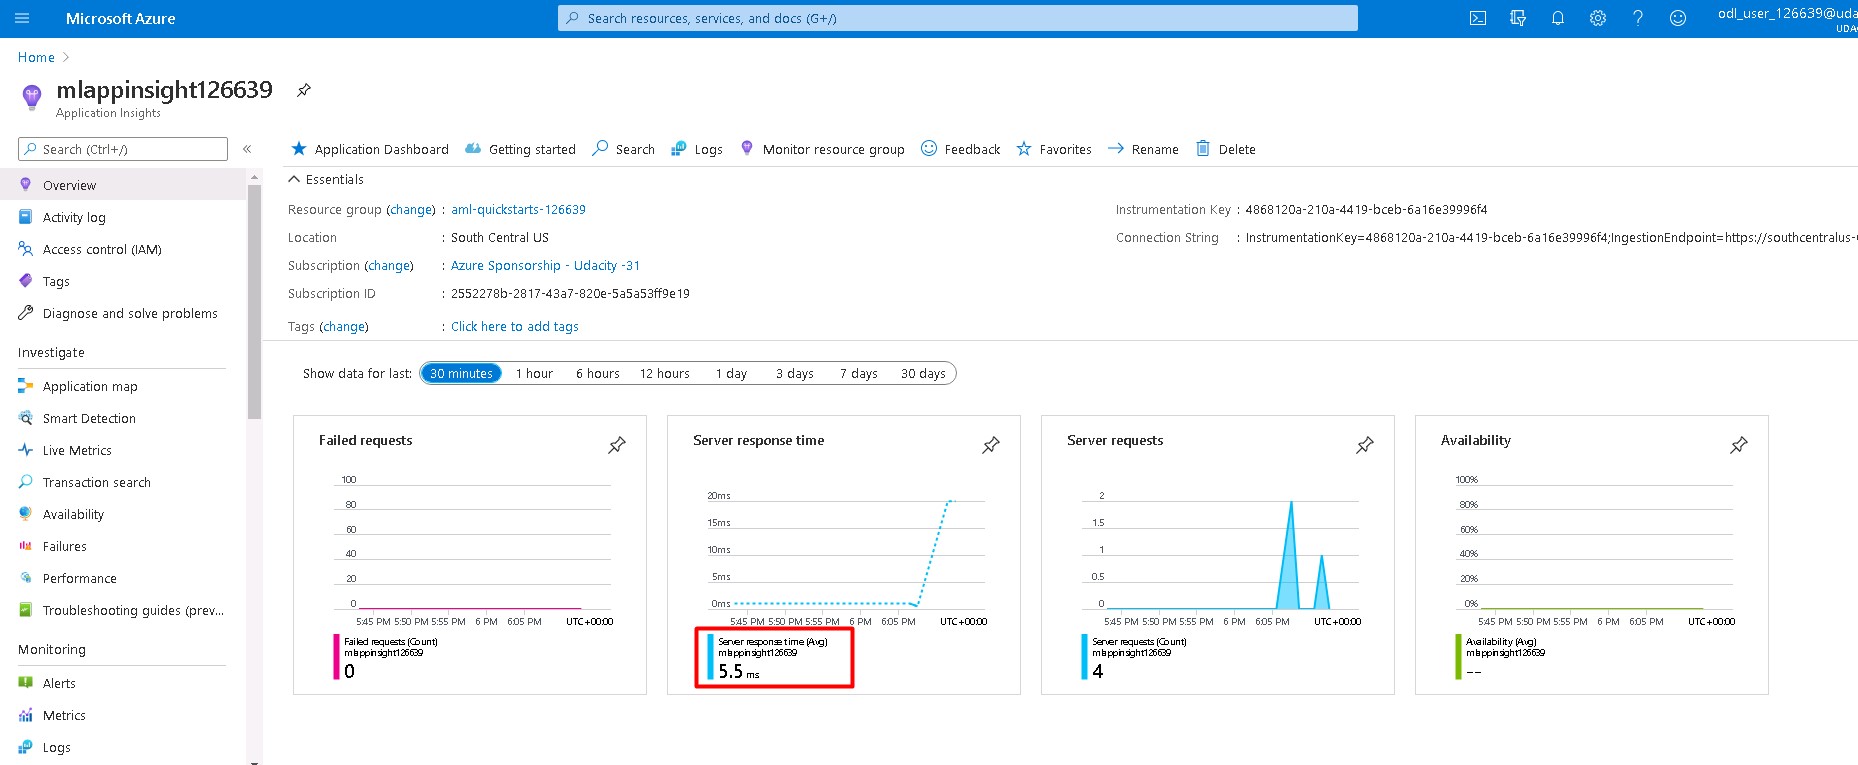 Microsoft Azure
Search resources, services, and docs (G+/)
odl_user_126639@uda
Home
mlappinsight126639
Application Insights
Search (Ctrl+/)
«
Application Dashboard
Getting started
Search
Logs
Monitor resource group
Feedback
Favorites
Rename
Delete
Overview
Activity log
Access control (IAM)
Tags
Diagnose and solve problems
Investigate
Application map
Smart Detection
Live Metrics
Transaction search
Availability
Failures
Performance
Troubleshooting guides (prev...
Monitoring
Alerts
Metrics
Logs
Essentials
Resource group (change) : aml-quickstarts-126639
Location : South Central US
Subscription (change) : Azure Sponsorship - Udacity -31
Subscription ID : 2552278b-2817-43a7-820e-5a5a53ff9e19
Tags (change) : Click here to add tags
Instrumentation Key : 4868120a-210a-4419-bceb-6a16e39996f4
Connection String : InstrumentationKey=4868120a-210a-4419-bceb-6a16e39996f4;IngestionEndpoint=https://southcentralus-
Show data for last: 30 minutes 1 hour 6 hours 12 hours 1 day 3 days 7 days 30 days
Failed requests
100
80
60
40
20
0
5:45 PM 5:50 PM 5:55 PM 6 PM 6:05 PM UTC+00:00
Failed requests (Count)
mlappinsight126639
0
Server response time
20ms
15ms
10ms
5ms
0ms
5:45 PM 5:50 PM 5:55 PM 6 PM 6:05 PM UTC+00:00
Server response time (Avg)
mlappinsight126639
5.5 ms
Server requests
2
1.5
1
0.5
0
5:45 PM 5:50 PM 5:55 PM 6 PM 6:05 PM UTC+00:00
Server requests (Count)
mlappinsight126639
4
Availability
100%
80%
60%
40%
20%
0%
5:45 PM 5:50 PM 5:55 PM 6 PM 6:05 PM UTC+00:00
Availability (Avg)
mlappinsight126639
--